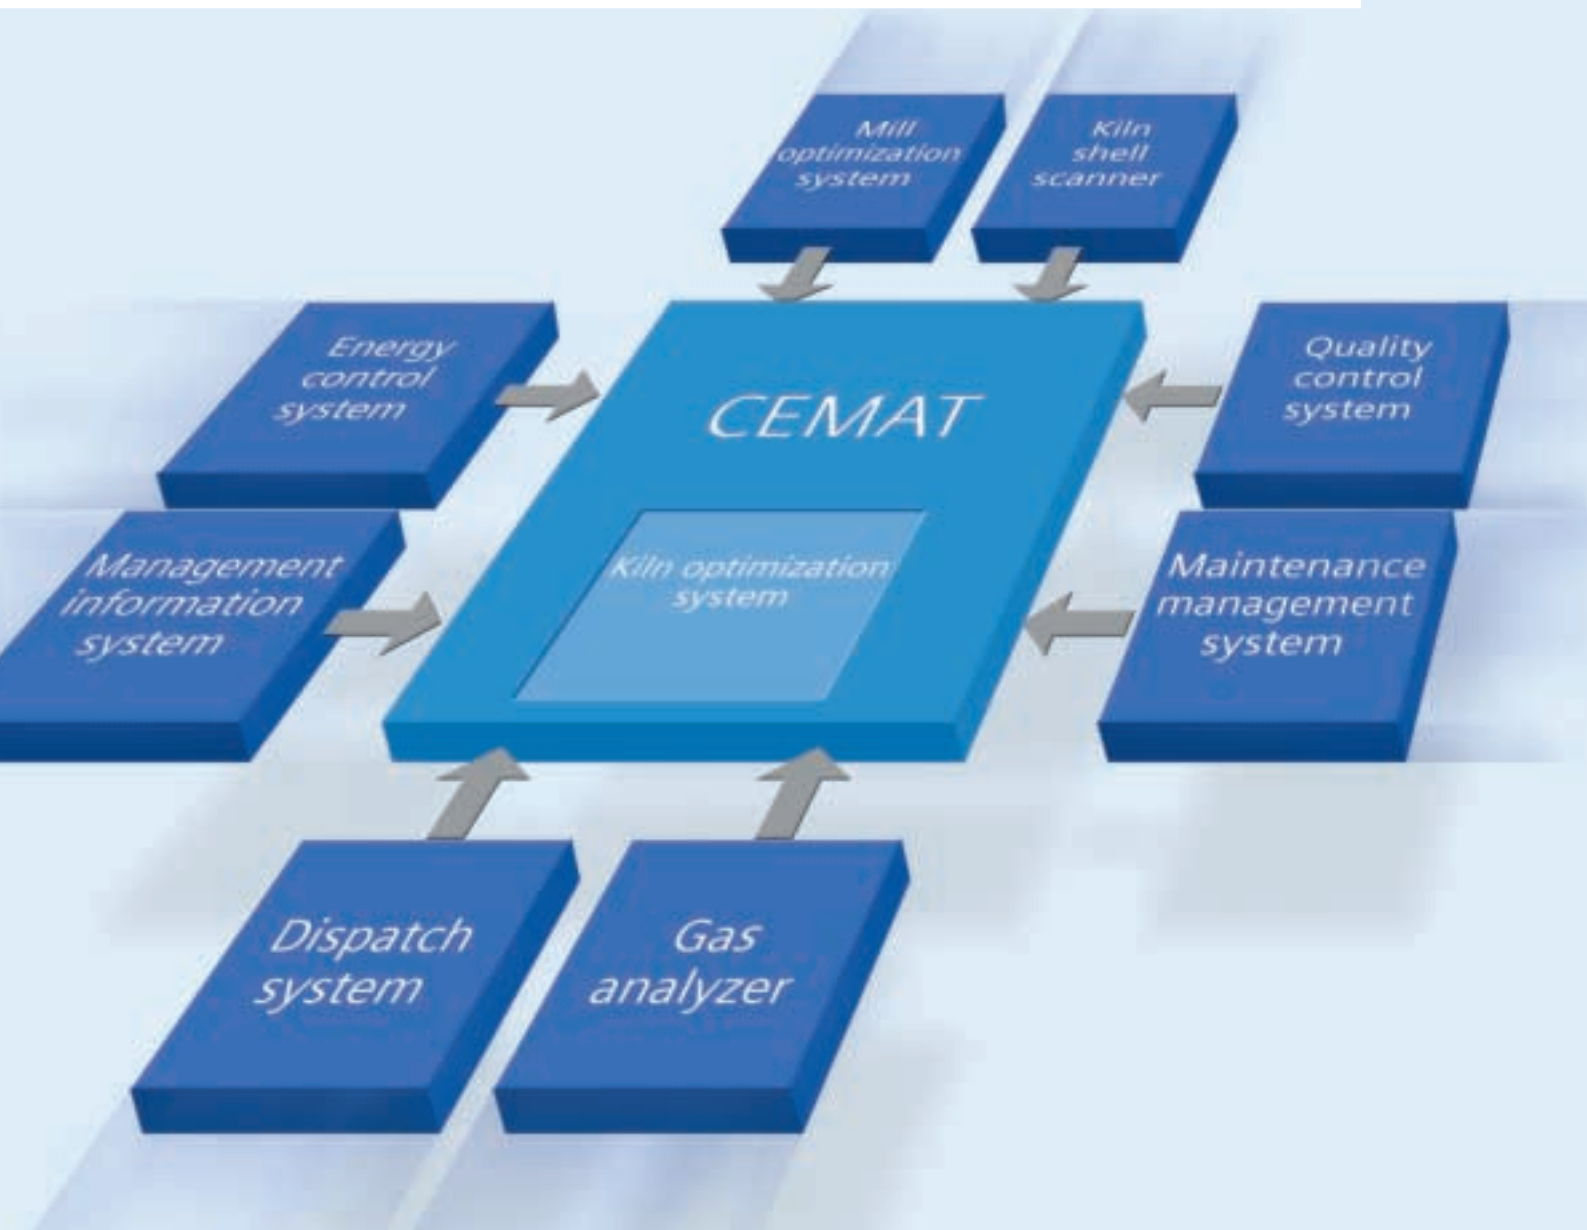 Mill
optimization
system
Kiln
shell
scanner
Energy
control
system
CEMAT
Quality
control
system
Management
information
system
Kiln optimization
system
Maintenance
management
system
Dispatch
system
Gas
analyzer